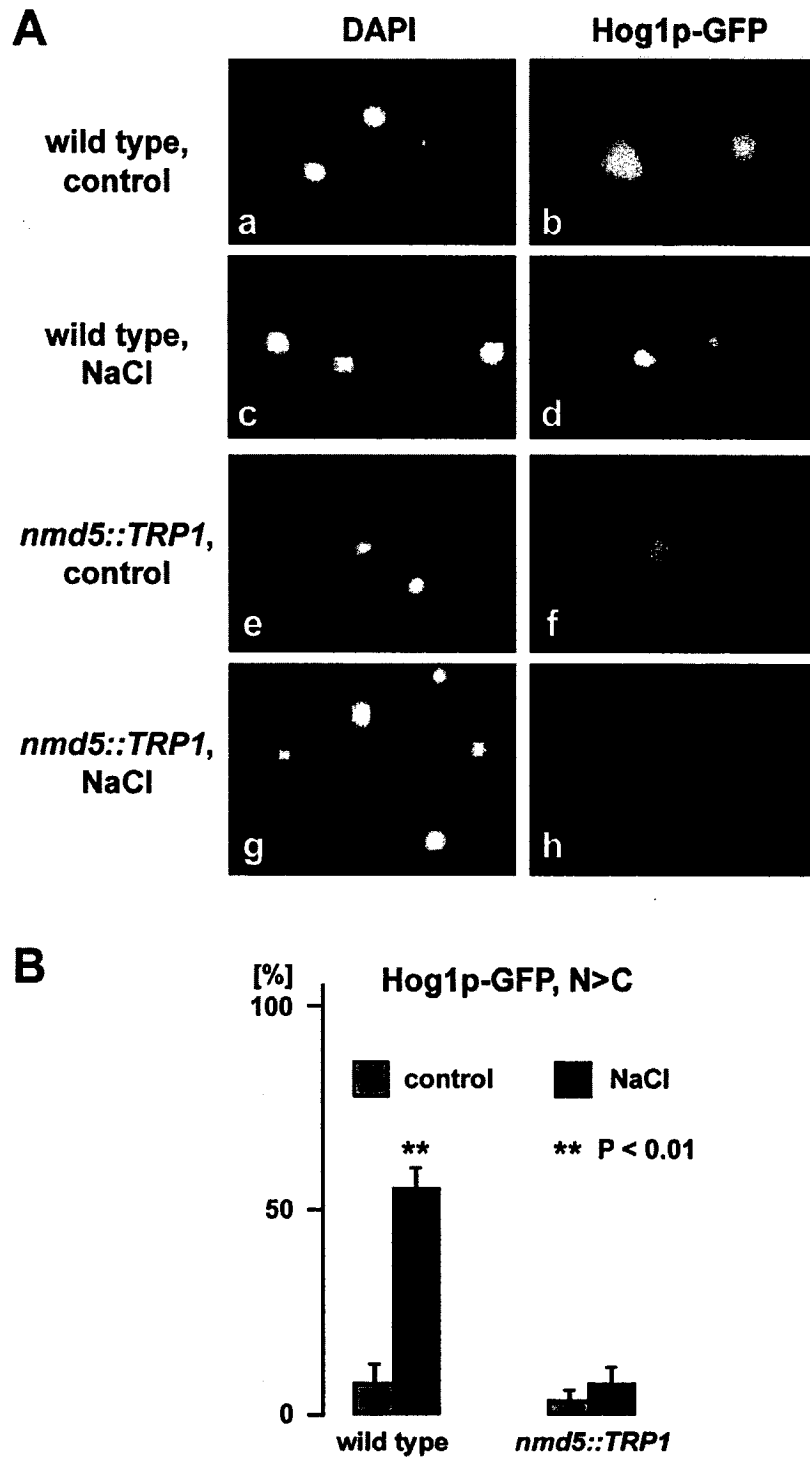 A
DAPI Hog1p-GFP
wild type,
control
a b
wild type,
NaCl
c d
nmd5::TRP1,
control
e f
nmd5::TRP1,
NaCl
g h
B
[%] Hog1p-GFP, N>C
100
control NaCl
** ** P < 0.01
50
0
wild type nmd5::TRP1